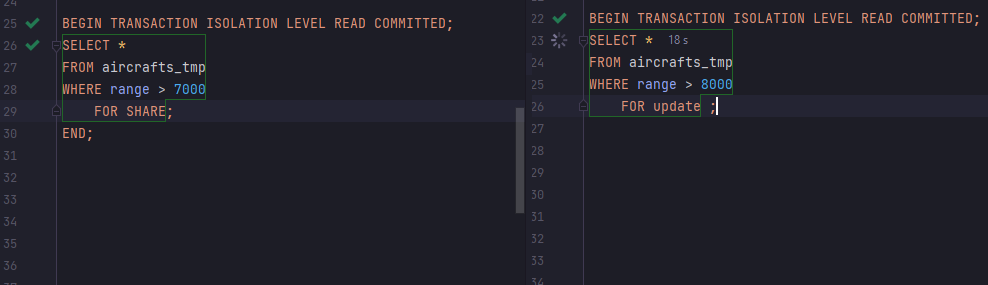 24
25 BEGIN TRANSACTION ISOLATION LEVEL READ COMMITTED;
26 SELECT *
27 FROM aircrafts_tmp
28 WHERE range > 7000
29 FOR SHARE;
30 END;
31
32
33
34
35
36
22 BEGIN TRANSACTION ISOLATION LEVEL READ COMMITTED;
23 SELECT * 18 s
24 FROM aircrafts_tmp
25 WHERE range > 8000
26 FOR update ;
27
28
29
30
31
32
33
34